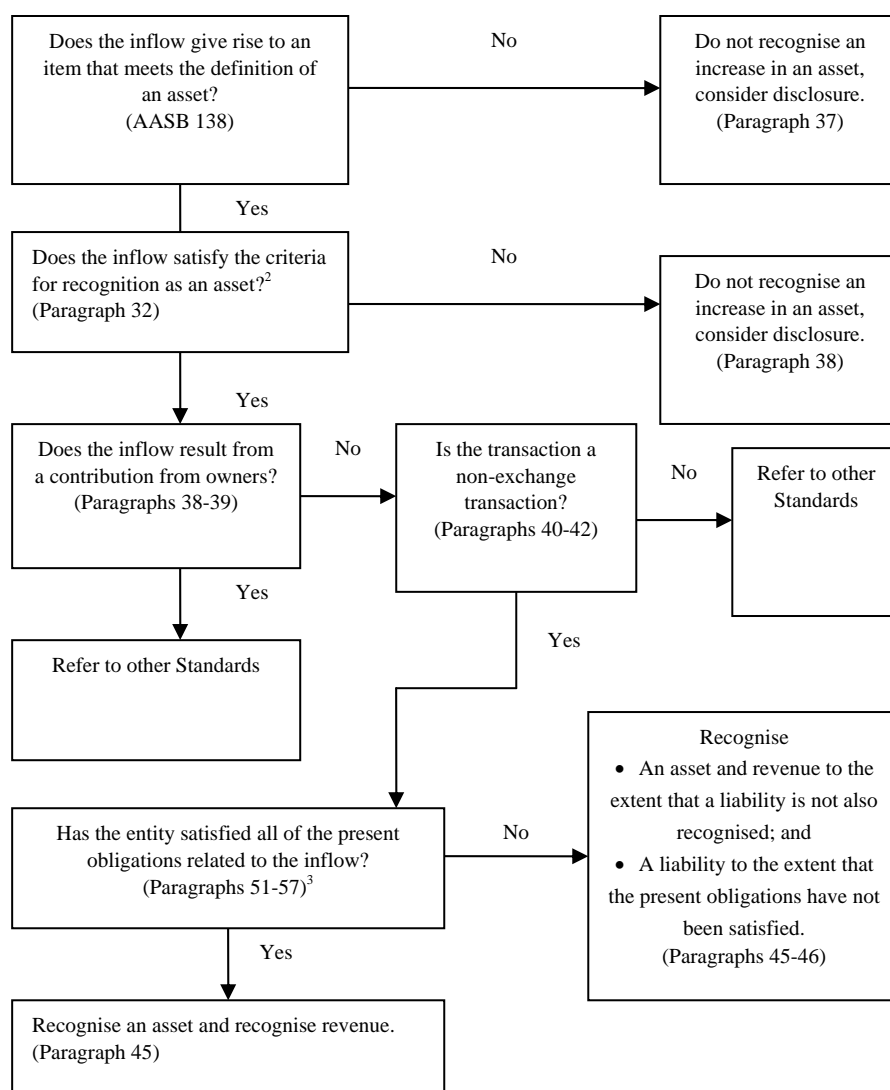 Does the inflow give rise to an
item that meets the definition of
an asset?
(AASB 138)
No
Do not recognise an
increase in an asset,
consider disclosure.
(Paragraph 37)
Yes
Does the inflow satisfy the criteria
for recognition as an asset?²
(Paragraph 32)
No
Do not recognise an
increase in an asset,
consider disclosure.
(Paragraph 38)
Yes
Does the inflow result from
a contribution from owners?
(Paragraphs 38-39)
No
Is the transaction a
non-exchange
transaction?
(Paragraphs 40-42)
No
Refer to other
Standards
Yes
Refer to other Standards
Yes
Has the entity satisfied all of the present
obligations related to the inflow?
(Paragraphs 51-57)³
No
Recognise
• An asset and revenue to the
extent that a liability is not also
recognised; and
• A liability to the extent that
the present obligations have not
been satisfied.
(Paragraphs 45-46)
Yes
Recognise an asset and recognise revenue.
(Paragraph 45)